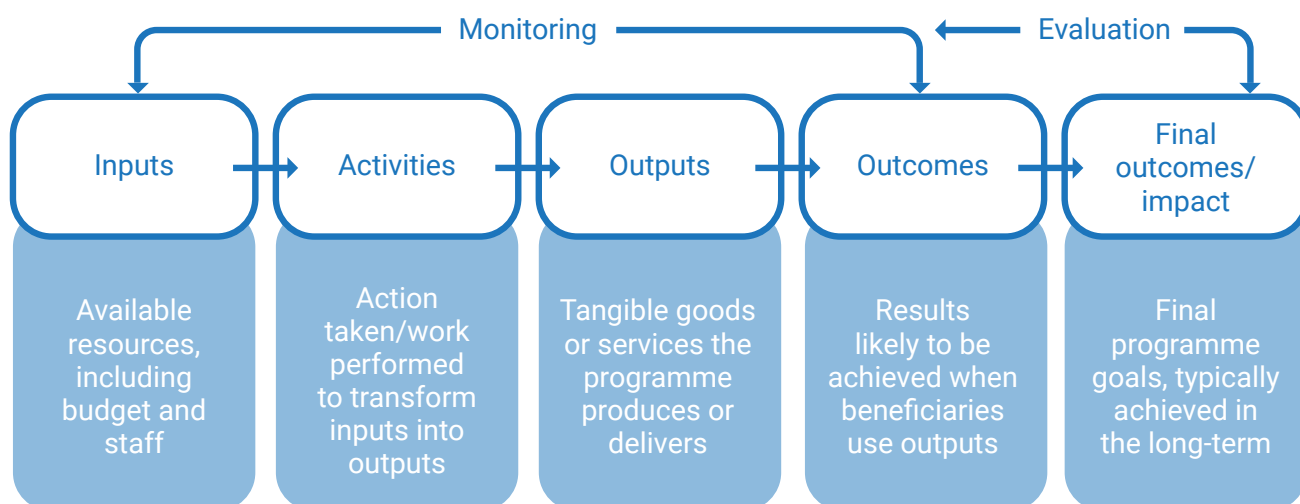 Monitoring
Evaluation
Inputs
Activities
Outputs
Outcomes
Final
outcomes/
impact
Available
resources,
including
budget and
staff
Action
taken/work
performed
to transform
inputs into
outputs
Tangible goods
or services the
programme
produces or
delivers
Results
likely to be
achieved when
beneficiaries
use outputs
Final
programme
goals, typically
achieved in
the long-term